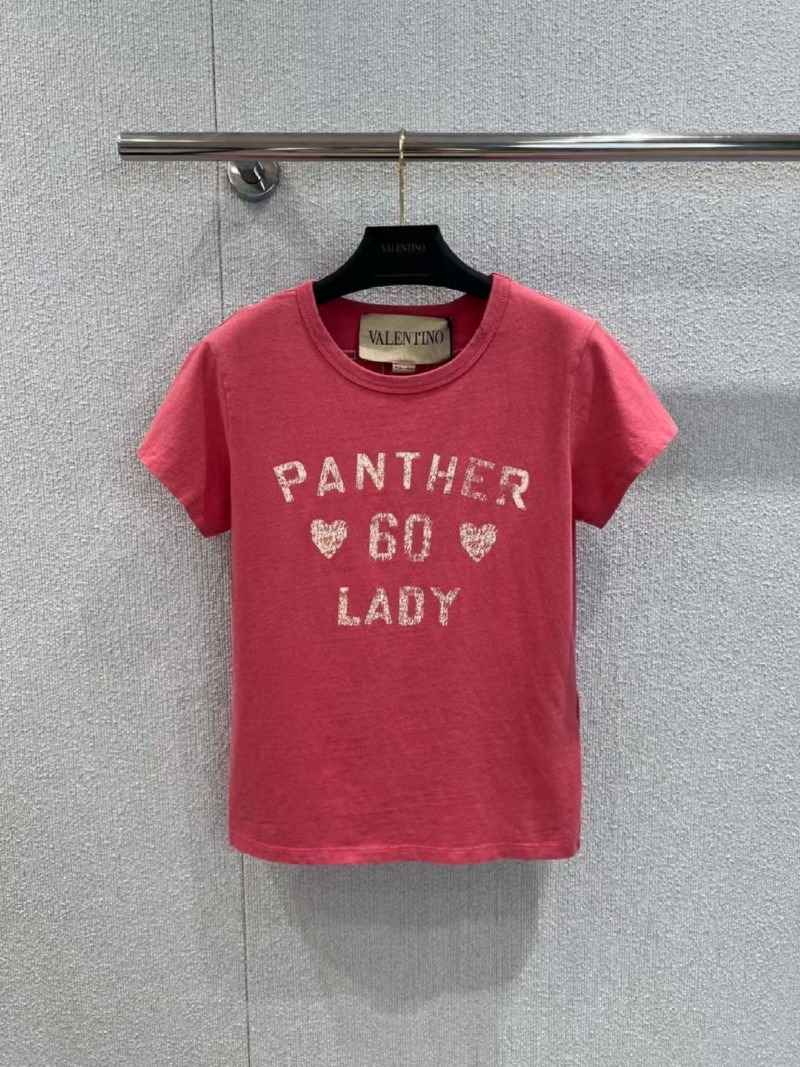 VALENTINO
VALENTINO
PANTHER
60
LADY